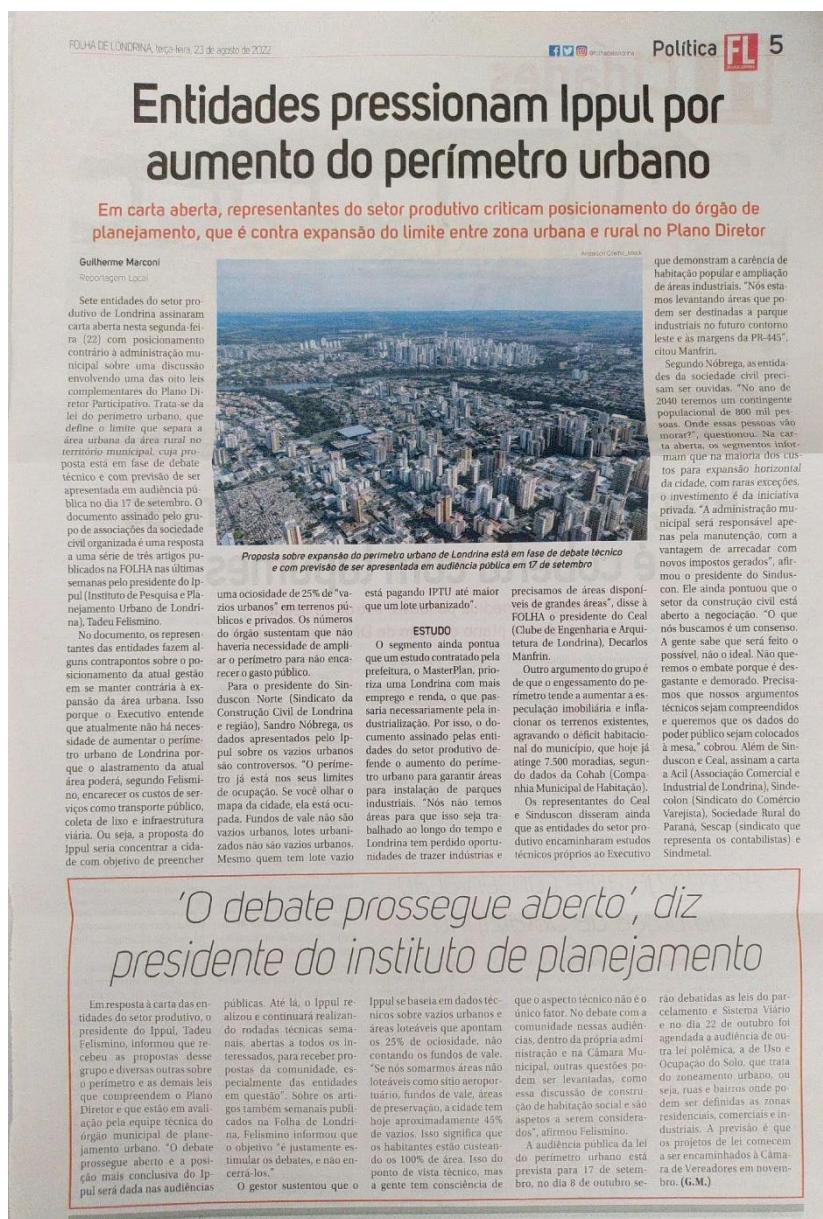 FOLHA DE LONDRINA, terça-feira, 23 de agosto de 2022
Política FL 5
Entidades pressionam Ippul por
aumento do perímetro urbano
Em carta aberta, representantes do setor produtivo criticam posicionamento do órgão de
planejamento, que é contra expansão do limite entre zona urbana e rural no Plano Diretor
Guilherme Marconi
Reportagem Local
Sete entidades do setor pro-
dutivo de Londrina assinaram
carta aberta nesta segunda-fei-
ra (22) com posicionamento
contrário à administração mu-
nicipal sobre uma discussão
envolvendo uma das oito leis
complementares do Plano Di-
retor Participativo. Trata-se da
lei do perímetro urbano, que
define o limite que separa a
área urbana da área rural no
território municipal, cuja pro-
posta está em fase de debate
técnico e com previsão de ser
apresentada em audiência pú-
blica no dia 17 de setembro. O
documento assinado pelo gru-
po de associações da sociedade
civil organizada é uma resposta
a uma série de três artigos pu-
blicados na FOLHA nas últimas
semanas pelo presidente do Ip-
pul (Instituto de Pesquisa e Pla-
nejamento Urbano de Londri-
na), Tadeu Felismino.
No documento, os represen-
tantes das entidades fazem al-
guns contrapontos sobre o po-
sicionamento da atual gestão
em se manter contrária à ex-
pansão da área urbana. Isso
porque o Executivo entende
que atualmente não há neces-
sidade de aumentar o períme-
tro urbano de Londrina por-
que o alastramento da atual
área poderá, segundo Felismi-
no, encarecer os custos de ser-
viços como transporte público,
coleta de lixo e infraestrutura
viária. Ou seja, a proposta do
Ippul seria concentrar a cida-
de com objetivo de preencher
Anderson Coelho
Proposta sobre expansão do perímetro urbano de Londrina está em fase de debate técnico
e com previsão de ser apresentada em audiência pública em 17 de setembro
uma ociosidade de 25% de "va-
zios urbanos" em terrenos pú-
blicos e privados. Os números
do órgão sustentam que não
haveria necessidade de ampli-
ar o perímetro para não enca-
recer o gasto público.
Para o presidente do Sin-
duscon Norte (Sindicato da
Construção Civil de Londrina
e região), Sandro Nóbrega, os
dados apresentados pelo Ip-
pul sobre os vazios urbanos
são controversos. "O períme-
tro já está nos seus limites
de ocupação. Se você olhar o
mapa da cidade, ela está ocu-
pada. Fundos de vale não são
vazios urbanos, lotes urbani-
zados não são vazios urbanos.
Mesmo quem tem lote vazio
está pagando IPTU até maior
que um lote urbanizado".
ESTUDO
O segmento ainda pontua
que um estudo contratado pela
prefeitura, o MasterPlan, prio-
riza uma Londrina com mais
emprego e renda, o que pas-
saria necessariamente pela in-
dustrialização. Por isso, o do-
cumento assinado pelas enti-
dades do setor produtivo de-
fende o aumento do períme-
tro urbano para garantir áreas
para instalação de parques
industriais. "Nós não temos
áreas para que isso seja tra-
balhado ao longo do tempo e
Londrina tem perdido oportu-
nidades de trazer indústrias e
precisamos de áreas disponí-
veis de grandes áreas", disse à
FOLHA o presidente do Ceal
(Clube de Engenharia e Arqui-
tetura de Londrina), Decarlos
Manfrin.
Outro argumento do grupo é
de que o engessamento do pe-
rímetro tende a aumentar a es-
peculação imobiliária e infla-
cionar os terrenos existentes,
agravando o déficit habitac-
ional do município, que hoje já
atinge 7.500 moradias, segun-
do dados da Cohab (Compa-
nhia Municipal de Habitação).
Os representantes do Ceal
e Sinduscon disseram ainda
que as entidades do setor pro-
dutivo encaminharam estudos
técnicos próprios ao Executivo
que demonstram a carência de
habitação popular e ampliação
de áreas industriais. "Nós esta-
mos levantando áreas que po-
dem ser destinadas a parque
industriais no futuro contorno
leste e às margens da PR-445",
citou Manfrin.
Segundo Nóbrega, as entida-
des da sociedade civil preci-
sam ser ouvidas. "No ano de
2040 teremos um contingente
populacional de 800 mil pes-
soas. Onde essas pessoas vão
morar?", questionou. Na car-
ta aberta, os segmentos infor-
mam que na maioria dos cus-
tos para expansão horizontal
da cidade, com raras exceções,
o investimento é da iniciativa
privada. "A administração mu-
nicipal será responsável ape-
nas pela manutenção, com a
vantagem de arrecadar com
novos impostos gerados", afir-
mou o presidente do Sindus-
con. Ele ainda pontuou que o
setor da construção civil está
aberto a negociação. "O que
nós buscamos é um consenso.
A gente sabe que será feito o
possível, não o ideal. Não que-
remos o embate porque é des-
gastante e demorado. Precisa-
mos que nossos argumentos
técnicos sejam compreendidos
e queremos que os dados do
poder público sejam colocados
à mesa," cobrou. Além de Sin-
duscon e Ceal, assinam a carta
a Acil (Associação Comercial e
Industrial de Londrina), Sinde-
colon (Sindicato do Comércio
Varejista), Sociedade Rural do
Paraná, Sescap (sindicato que
representa os contabilistas) e
Sindmetal.
'O debate prossegue aberto', diz
presidente do instituto de planejamento
Em resposta à carta das en-
tidades do setor produtivo, o
presidente do Ippul, Tadeu
Felismino, informou que re-
cebeu as propostas desse
grupo e diversas outras sobre
o perímetro e as demais leis
que compreendem o Plano
Diretor e que estão em avali-
ação pela equipe técnica do
órgão municipal de plane-
jamento urbano. "O debate
prossegue aberto e a posi-
ção mais conclusiva do Ip-
pul será dada nas audiências
públicas. Até lá, o Ippul re-
alizou e continuará realizan-
do rodadas técnicas sema-
nais, abertas a todos os in-
teressados, para receber pro-
postas da comunidade, es-
pecialmente das entidades
em questão". Sobre os arti-
gos também semanais publi-
cados na Folha de Londri-
na, Felismino informou que
o objetivo "é justamente es-
timular os debates, e não en-
cerrá-los."
O gestor sustentou que o
Ippul se baseia em dados téc-
nicos sobre vazios urbanos e
áreas loteáveis que apontam
os 25% de ociosidade, não
contando os fundos de vale.
"Se nós somarmos áreas não
loteáveis como sítio aeropor-
tuário, fundos de vale, áreas
de preservação, a cidade tem
hoje aproximadamente 45%
de vazios. Isso significa que
os habitantes estão custean-
do os 100% de área. Isso do
ponto de vista técnico, mas
a gente tem consciência de
que o aspecto técnico não é o
único fator. No debate com a
comunidade nessas audiên-
cias, dentro da própria admi
nistração e na Câmara Mu-
nicipal, outras questões po-
dem ser levantadas, como
essa discussão de constru-
ção de habitação social e são
aspetos a serem considera-
dos", afirmou Felismino.
A audiência pública da lei
do perímetro urbano está
prevista para 17 de setem-
bro, no dia 8 de outubro se-
rão debatidas as leis do par-
celamento e Sistema Viário
e no dia 22 de outubro foi
agendada a audiência de ou-
tra lei polêmica, a de Uso e
Ocupação do Solo, que trata
do zoneamento urbano, ou
seja, ruas e bairros onde po-
dem ser definidas as zonas
residenciais, comerciais e in-
dustriais. A previsão é que
os projetos de lei comecem
a ser encaminhados à Câma-
ra de Vereadores em novem-
bro. (G.M.)